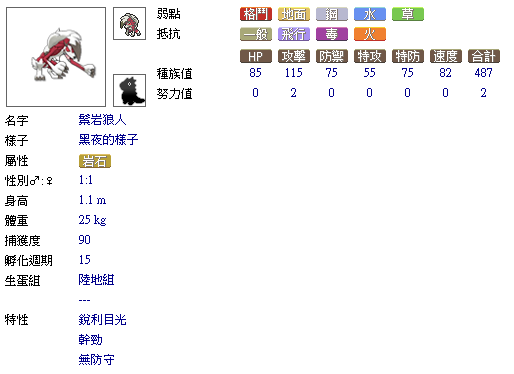 弱點 格鬥 地面 鋼 水 草
抵抗 一般 飛行 毒 火
HP 攻擊 防禦 特攻 特防 速度 合計
種族值 85 115 75 55 75 82 487
努力值 0 2 0 0 0 0 2
名字 鬃岩狼人
樣子 黑夜的樣子
屬性 岩石
性別♂:♀ 1:1
身高 1.1 m
體重 25 kg
捕獲度 90
孵化週期 15
生蛋組 陸地組
---
特性 銳利目光
幹勁
無防守